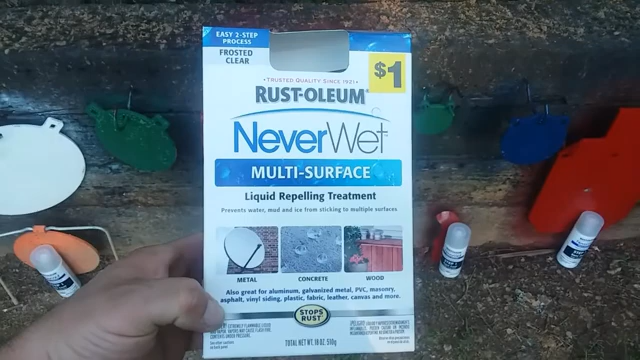 EASY 2-STEP
PROCESS
FROSTED
CLEAR
$1
• TRUSTED QUALITY SINCE 1921 •
RUST-OLEUM®
NeverWet
MULTI-SURFACE
Liquid Repelling Treatment
Prevents water, mud and ice from sticking to multiple surfaces
METAL
CONCRETE
WOOD
Also great for aluminum, galvanized metal, PVC, masonry,
asphalt, vinyl siding, plastic, fabric, leather, canvas and more.
STOPS
RUST
TOTAL NET WT. 18 OZ. 510g